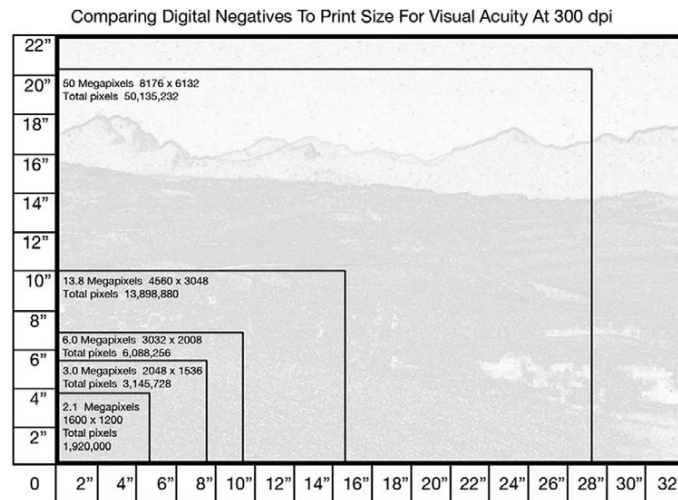 Comparing Digital Negatives To Print Size For Visual Acuity At 300 dpi
22”
20”
18”
16”
14”
12”
10”
8”
6”
4”
2”
50 Megapixels 8176 x 6132
Total pixels 50,135,232
13.8 Megapixels 4560 x 3048
Total pixels 13,898,880
6.0 Megapixels 3032 x 2008
Total pixels 6,088,256
3.0 Megapixels 2048 x 1536
Total pixels 3,145,728
2.1 Megapixels
1600 x 1200
Total pixels
1,920,000
0 2” 4” 6” 8” 10” 12” 14” 16” 18” 20” 22” 24” 26” 28” 30” 32